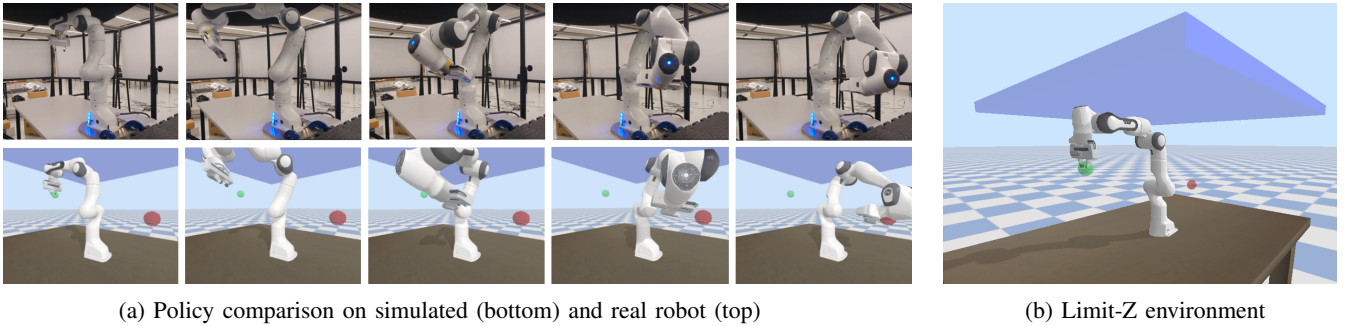 (a) Policy comparison on simulated (bottom) and real robot (top)
(b) Limit-Z environment